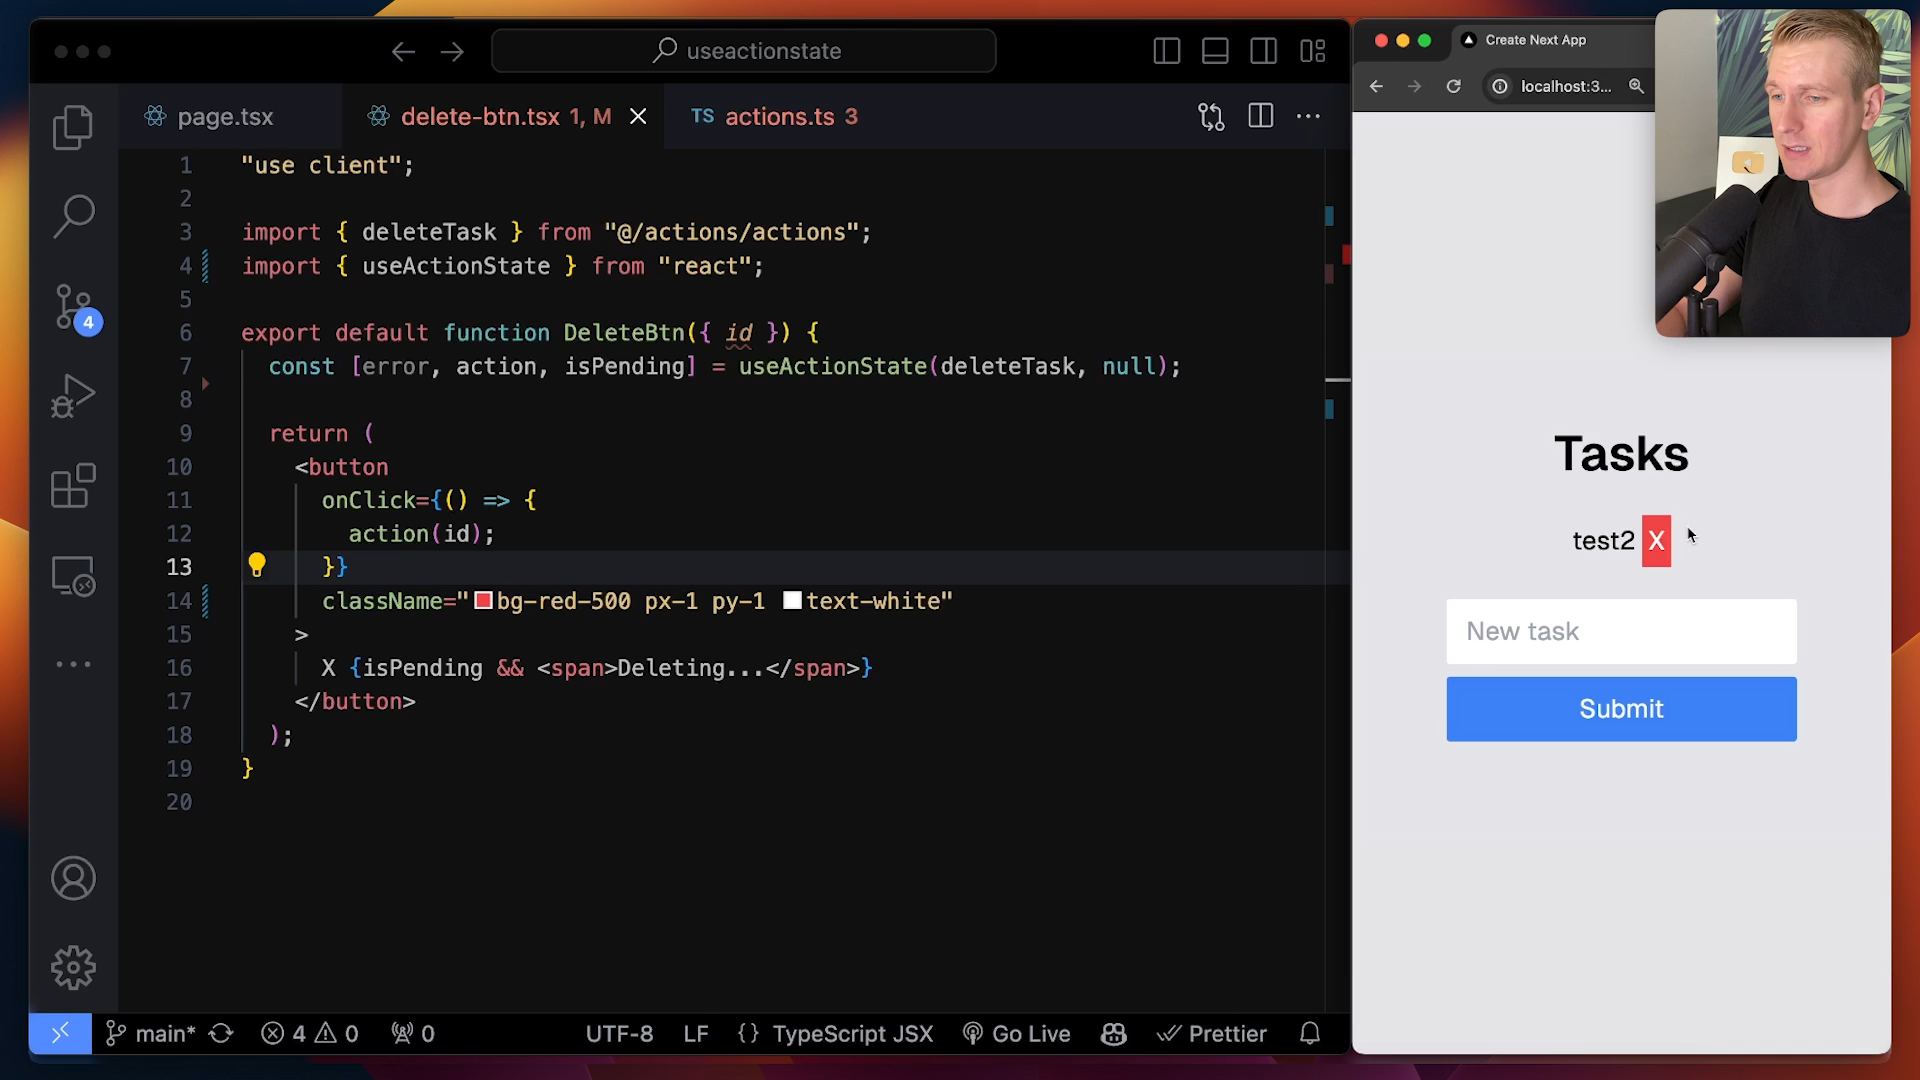 useactionstate
page.tsx
delete-btn.tsx 1, M
TS actions.ts 3
1 "use client";
2
3 import { deleteTask } from "@/actions/actions";
4 import { useActionState } from "react";
5
6 export default function DeleteBtn({ id }) {
7 const [error, action, isPending] = useActionState(deleteTask, null);
8
9 return (
10 <button
11 onClick={() => {
12 action(id);
13 }}
14 className="bg-red-500 px-1 py-1 text-white"
15 >
16 X {isPending && <span>Deleting...</span>}
17 </button>
18 );
19 }
20
4
main*
4
0
0
UTF-8
LF
{} TypeScript JSX
Go Live
Prettier
Create Next App
localhost:3...
Tasks
test2 X
New task
Submit